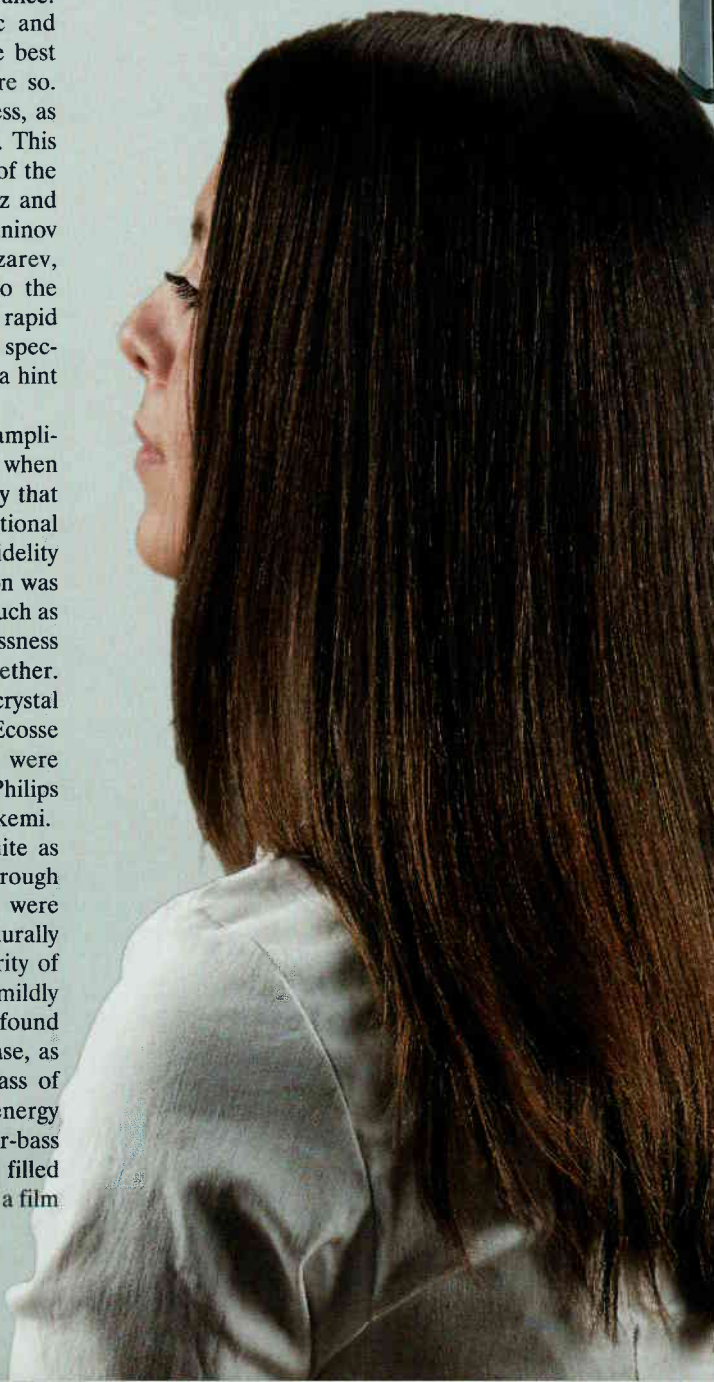 c and
e best
re so.
ess, as
. This
of the
z and
ninov
zarev,
o the
rapid
spec-
a hint
ampli-
when
y that
tional
idelity
on was
uch as
ssness
ether.
crystal
Ecosse
were
Philips
kemi.
ite as
rough
were
urally
rity of
mildly
found
ase, as
ass of
energy
r-bass
filled
a film